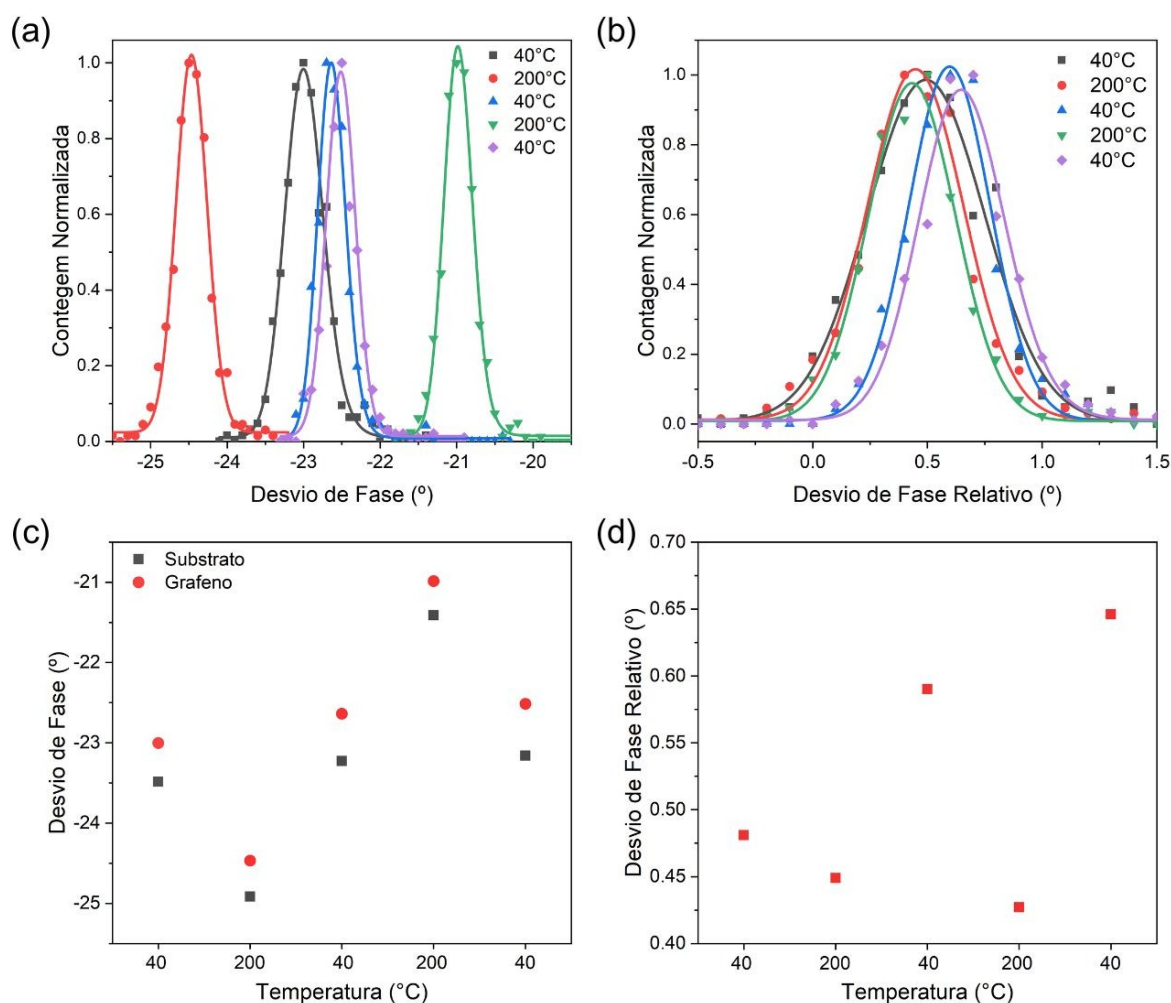 (a)
Contegem Normalizada
1.0
0.8
0.6
0.4
0.2
0.0
-25
-24
-23
-22
-21
-20
Desvio de Fase (º)
40°C
200°C
40°C
200°C
40°C
(b)
Contagem Normalizada
1.0
0.8
0.6
0.4
0.2
0.0
-0.5
0.0
0.5
1.0
1.5
Desvio de Fase Relativo (º)
40°C
200°C
40°C
200°C
40°C
(c)
Desvio de Fase (º)
Substrato
Grafeno
-21
-22
-23
-24
-25
40
200
40
200
40
Temperatura (°C)
(d)
Desvio de Fase Relativo (º)
0.70
0.65
0.60
0.55
0.50
0.45
0.40
40
200
40
200
40
Temperatura (°C)